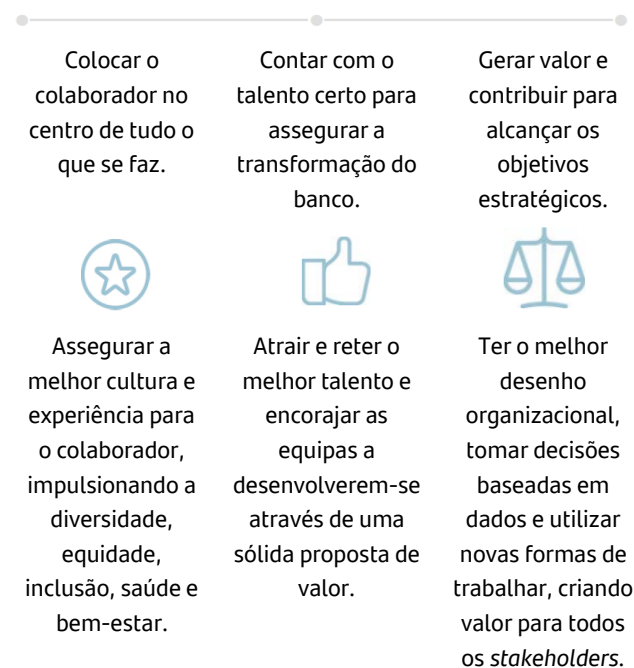 Colocar o
colaborador no
centro de tudo o
que se faz.
Contar com o
talento certo para
assegurar a
transformação do
banco.
Gerar valor e
contribuir para
alcançar os
objetivos
estratégicos.
Assegurar a
melhor cultura e
experiência para
o colaborador,
impulsionando a
diversidade,
equidade,
inclusão, saúde e
bem-estar.
Atrair e reter o
melhor talento e
encorajar as
equipas a
desenvolverem-se
através de uma
sólida proposta de
valor.
Ter o melhor
desenho
organizacional,
tomar decisões
baseadas em
dados e utilizar
novas formas de
trabalhar, criando
valor para todos
os stakeholders.